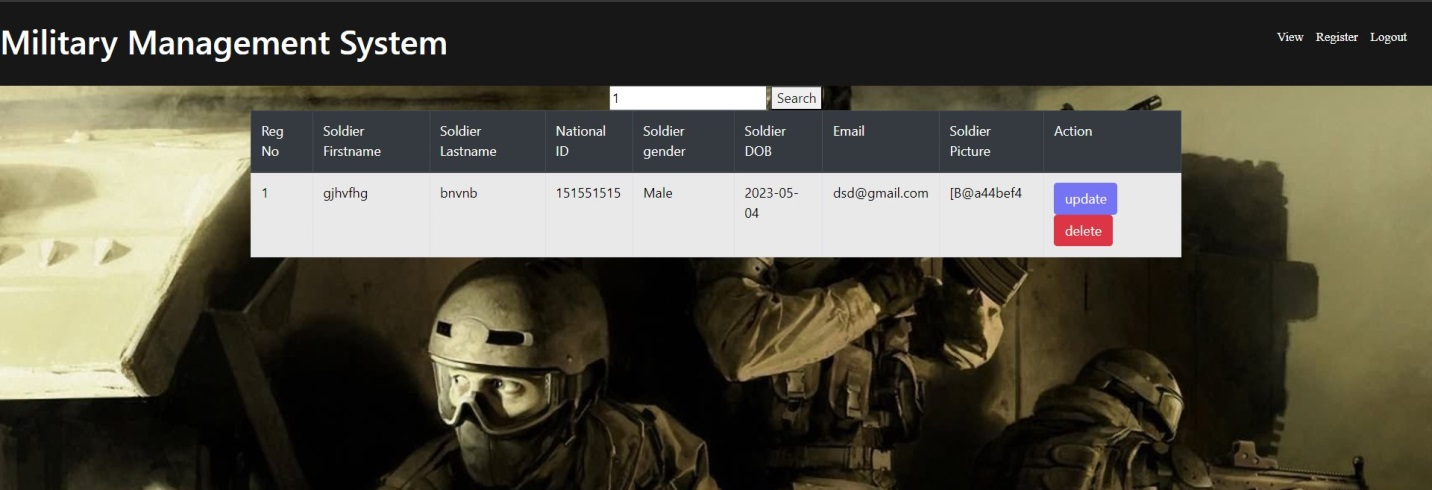 Military Management System
View Register Logout
1 Search
Reg No Soldier Firstname Soldier Lastname National ID Soldier gender Soldier DOB Email Soldier Picture Action
1 gjhvfhg bnvnb 151551515 Male 2023-05-04 dsd@gmail.com [B@a44bef4 update
delete